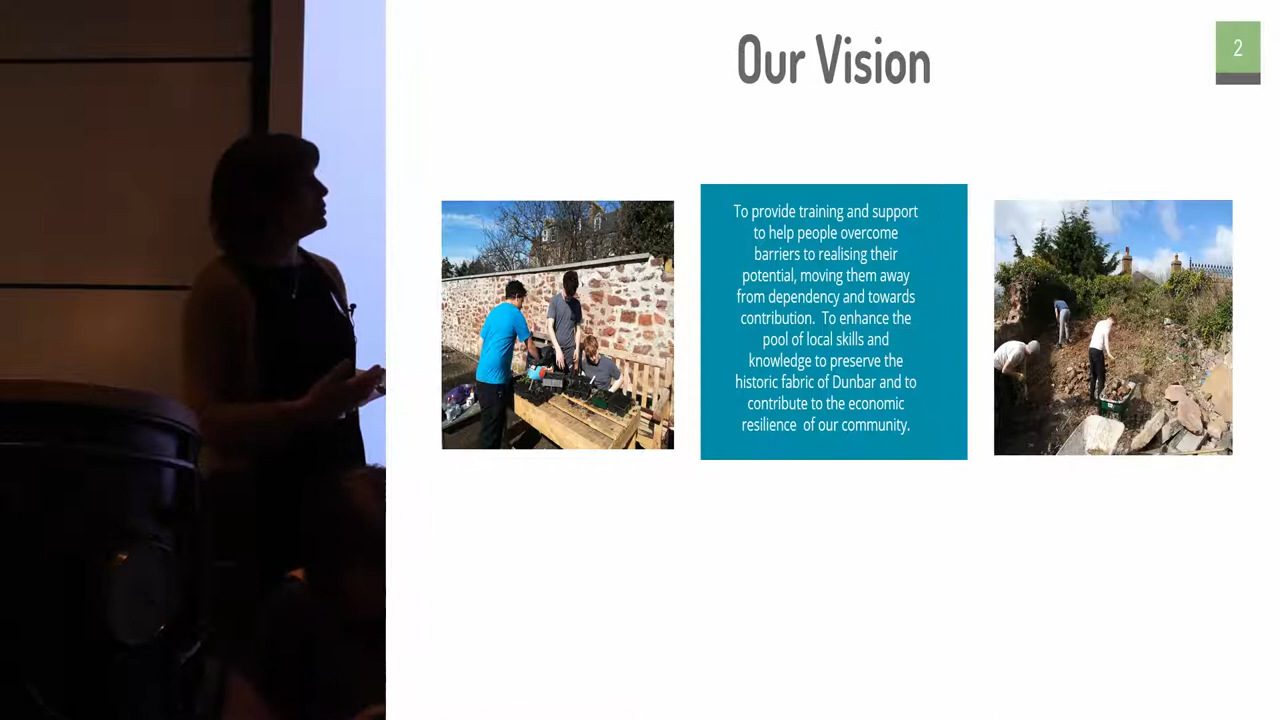 Our Vision
2
To provide training and support
to help people overcome
barriers to realising their
potential, moving them away
from dependency and towards
contribution.  To enhance the
pool of local skills and
knowledge to preserve the
historic fabric of Dunbar and to
contribute to the economic
resilience  of our community.